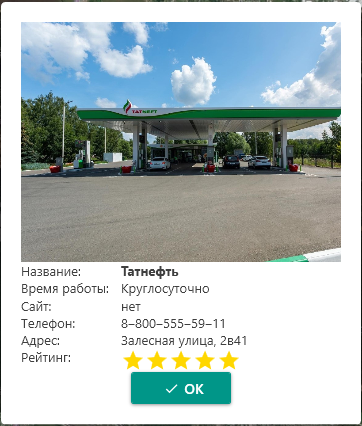 ТАТНЕФТЬ
Название: Татнефть
Время работы: Круглосуточно
Сайт: нет
Телефон: 8–800–555–59–11
Адрес: Залесная улица, 2в41
Рейтинг:
ОК